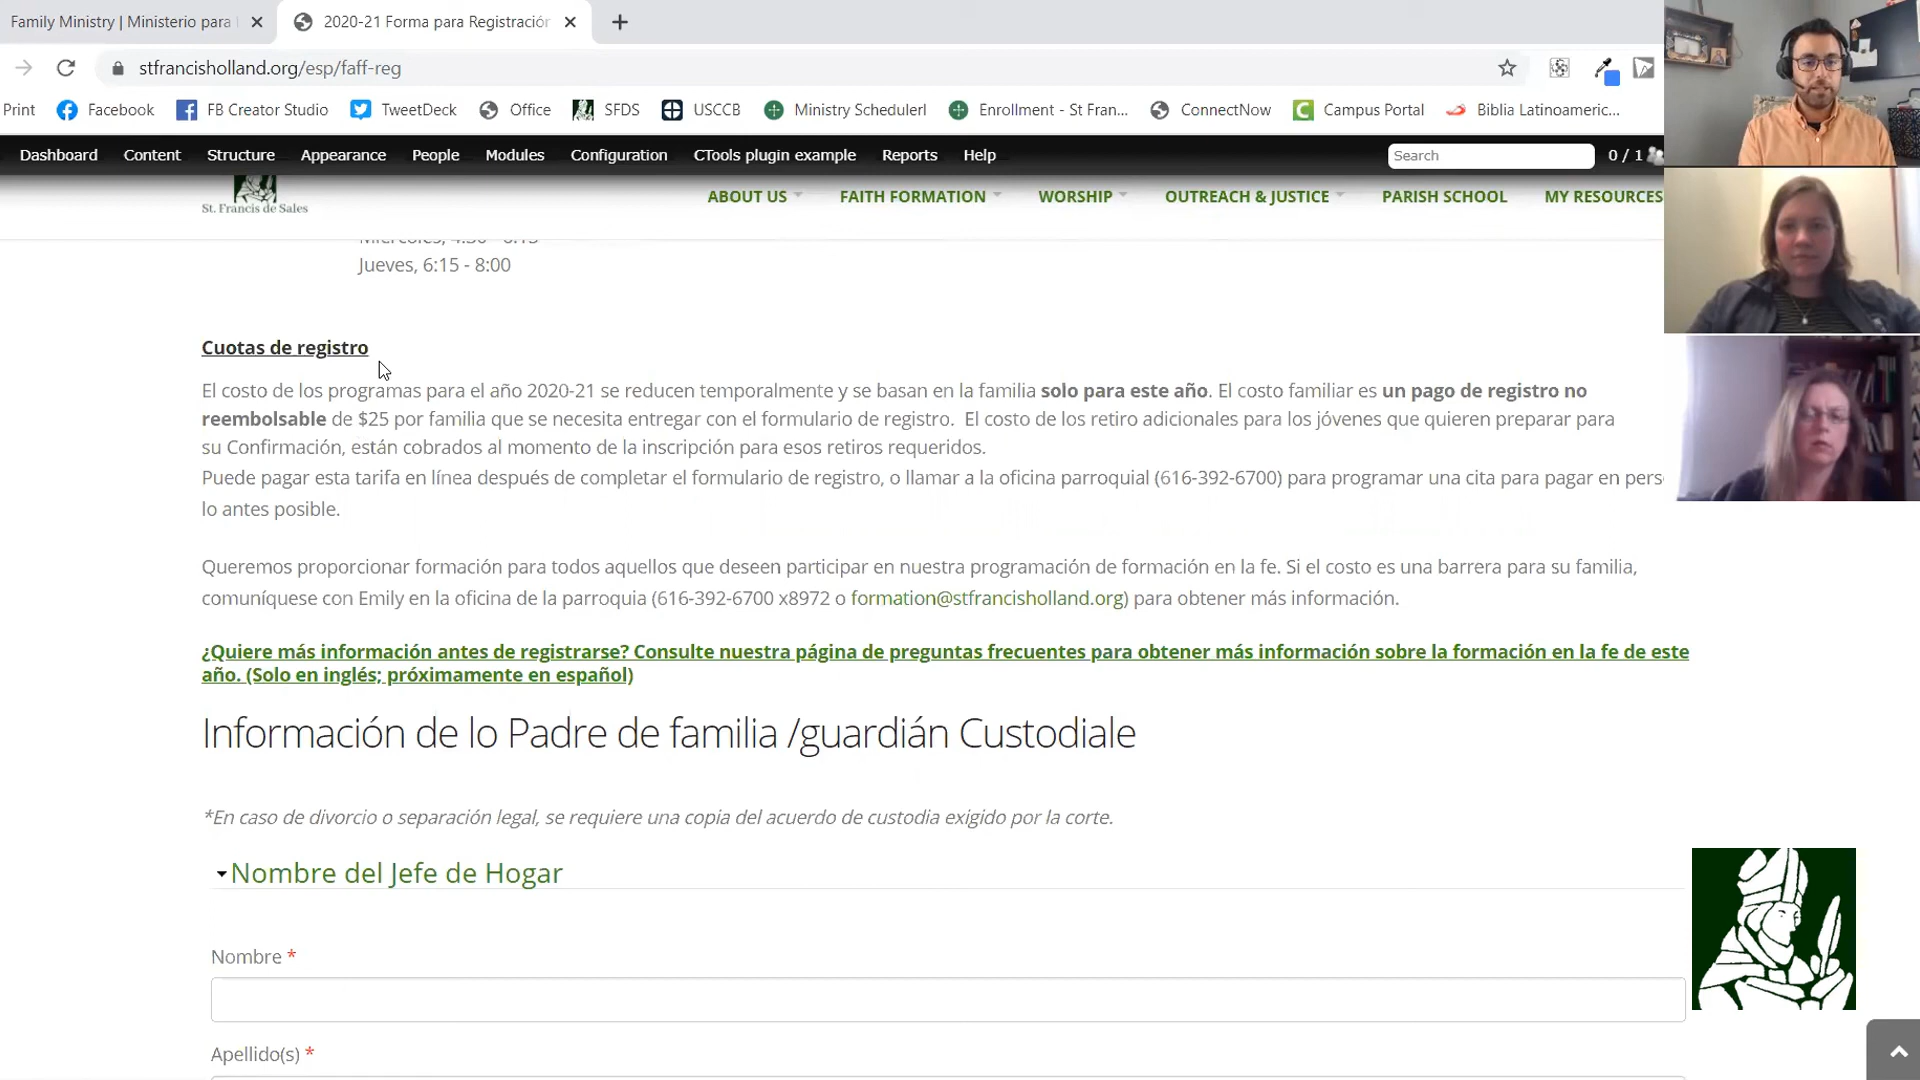 Family Ministry | Ministerio para
2020-21 Forma para Registración
stfrancisholland.org/esp/faff-reg
Print Facebook FB Creator Studio TweetDeck Office SFDS USCCB Ministry Scheduler| Enrollment - St Fran... ConnectNow Campus Portal Biblia Latinoameric...
Dashboard Content Structure Appearance People Modules Configuration CTools plugin example Reports Help Search 0 / 1
St. Francis de Sales
ABOUT US FAITH FORMATION WORSHIP OUTREACH & JUSTICE PARISH SCHOOL MY RESOURCES
Miércoles, 4:30 - 6:15
Jueves, 6:15 - 8:00
Cuotas de registro
El costo de los programas para el año 2020-21 se reducen temporalmente y se basan en la familia solo para este año. El costo familiar es un pago de registro no
reembolsable de $25 por familia que se necesita entregar con el formulario de registro. El costo de los retiro adicionales para los jóvenes que quieren preparar para
su Confirmación, están cobrados al momento de la inscripción para esos retiros requeridos.
Puede pagar esta tarifa en línea después de completar el formulario de registro, o llamar a la oficina parroquial (616-392-6700) para programar una cita para pagar en pers
lo antes posible.
Queremos proporcionar formación para todos aquellos que deseen participar en nuestra programación de formación en la fe. Si el costo es una barrera para su familia,
comuníquese con Emily en la oficina de la parroquia (616-392-6700 x8972 o formation@stfrancisholland.org) para obtener más información.
¿Quiere más información antes de registrarse? Consulte nuestra página de preguntas frecuentes para obtener más información sobre la formación en la fe de este
año. (Solo en inglés; próximamente en español)
Información de lo Padre de familia /guardián Custodiale
*En caso de divorcio o separación legal, se requiere una copia del acuerdo de custodia exigido por la corte.
Nombre del Jefe de Hogar
Nombre *
Apellido(s) *